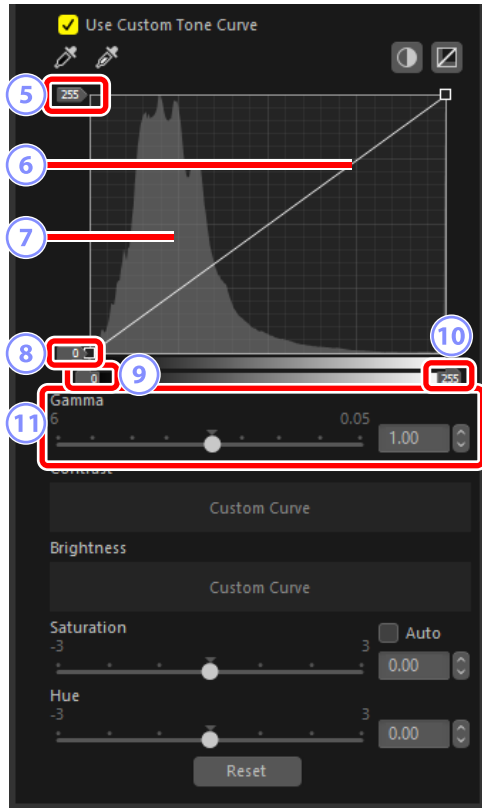 Use Custom Tone Curve
5
255
6
7
8
0
9
0
10
255
11
Gamma
6 0.05
1.00
Contrast
Custom Curve
Brightness
Custom Curve
Saturation
Auto
-3 3
0.00
Hue
-3 3
0.00
Reset